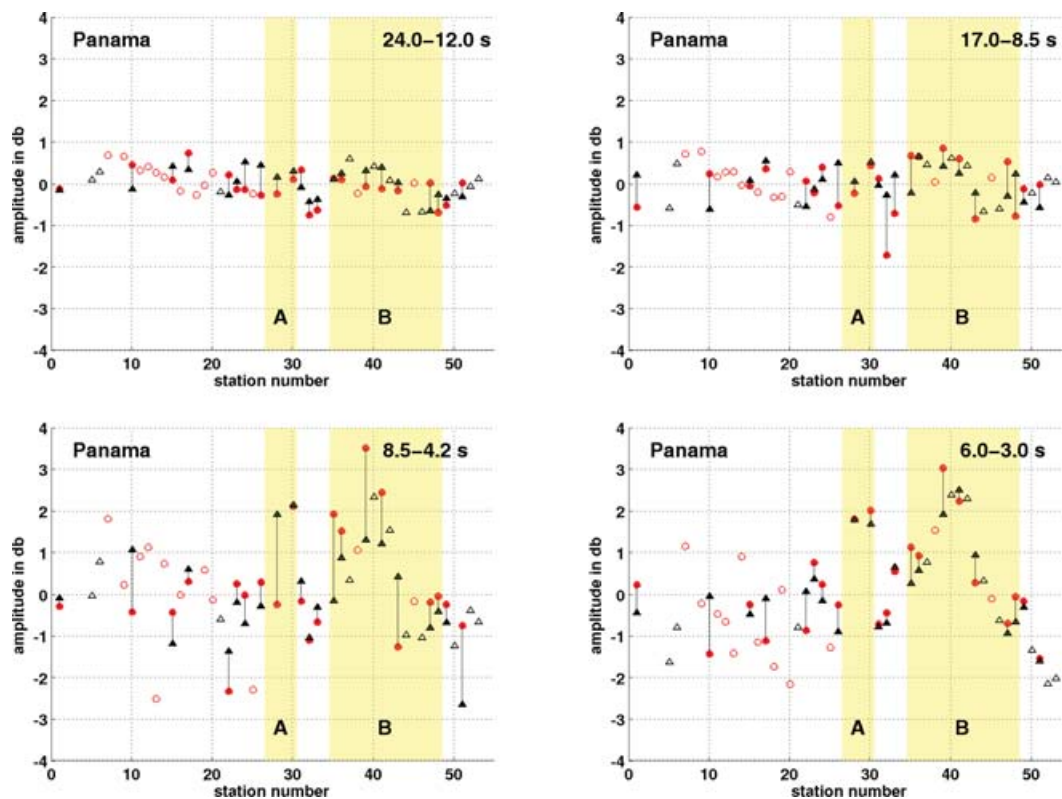 Panama 24.0−12.0 s
4
3
2
1
0
-1
-2
-3
-4
amplitude in db
A B
0 10 20 30 40 50
station number
Panama 17.0−8.5 s
4
3
2
1
0
-1
-2
-3
-4
amplitude in db
A B
0 10 20 30 40 50
station number
Panama 8.5−4.2 s
4
3
2
1
0
-1
-2
-3
-4
amplitude in db
A B
0 10 20 30 40 50
station number
Panama 6.0−3.0 s
4
3
2
1
0
-1
-2
-3
-4
amplitude in db
A B
0 10 20 30 40 50
station number